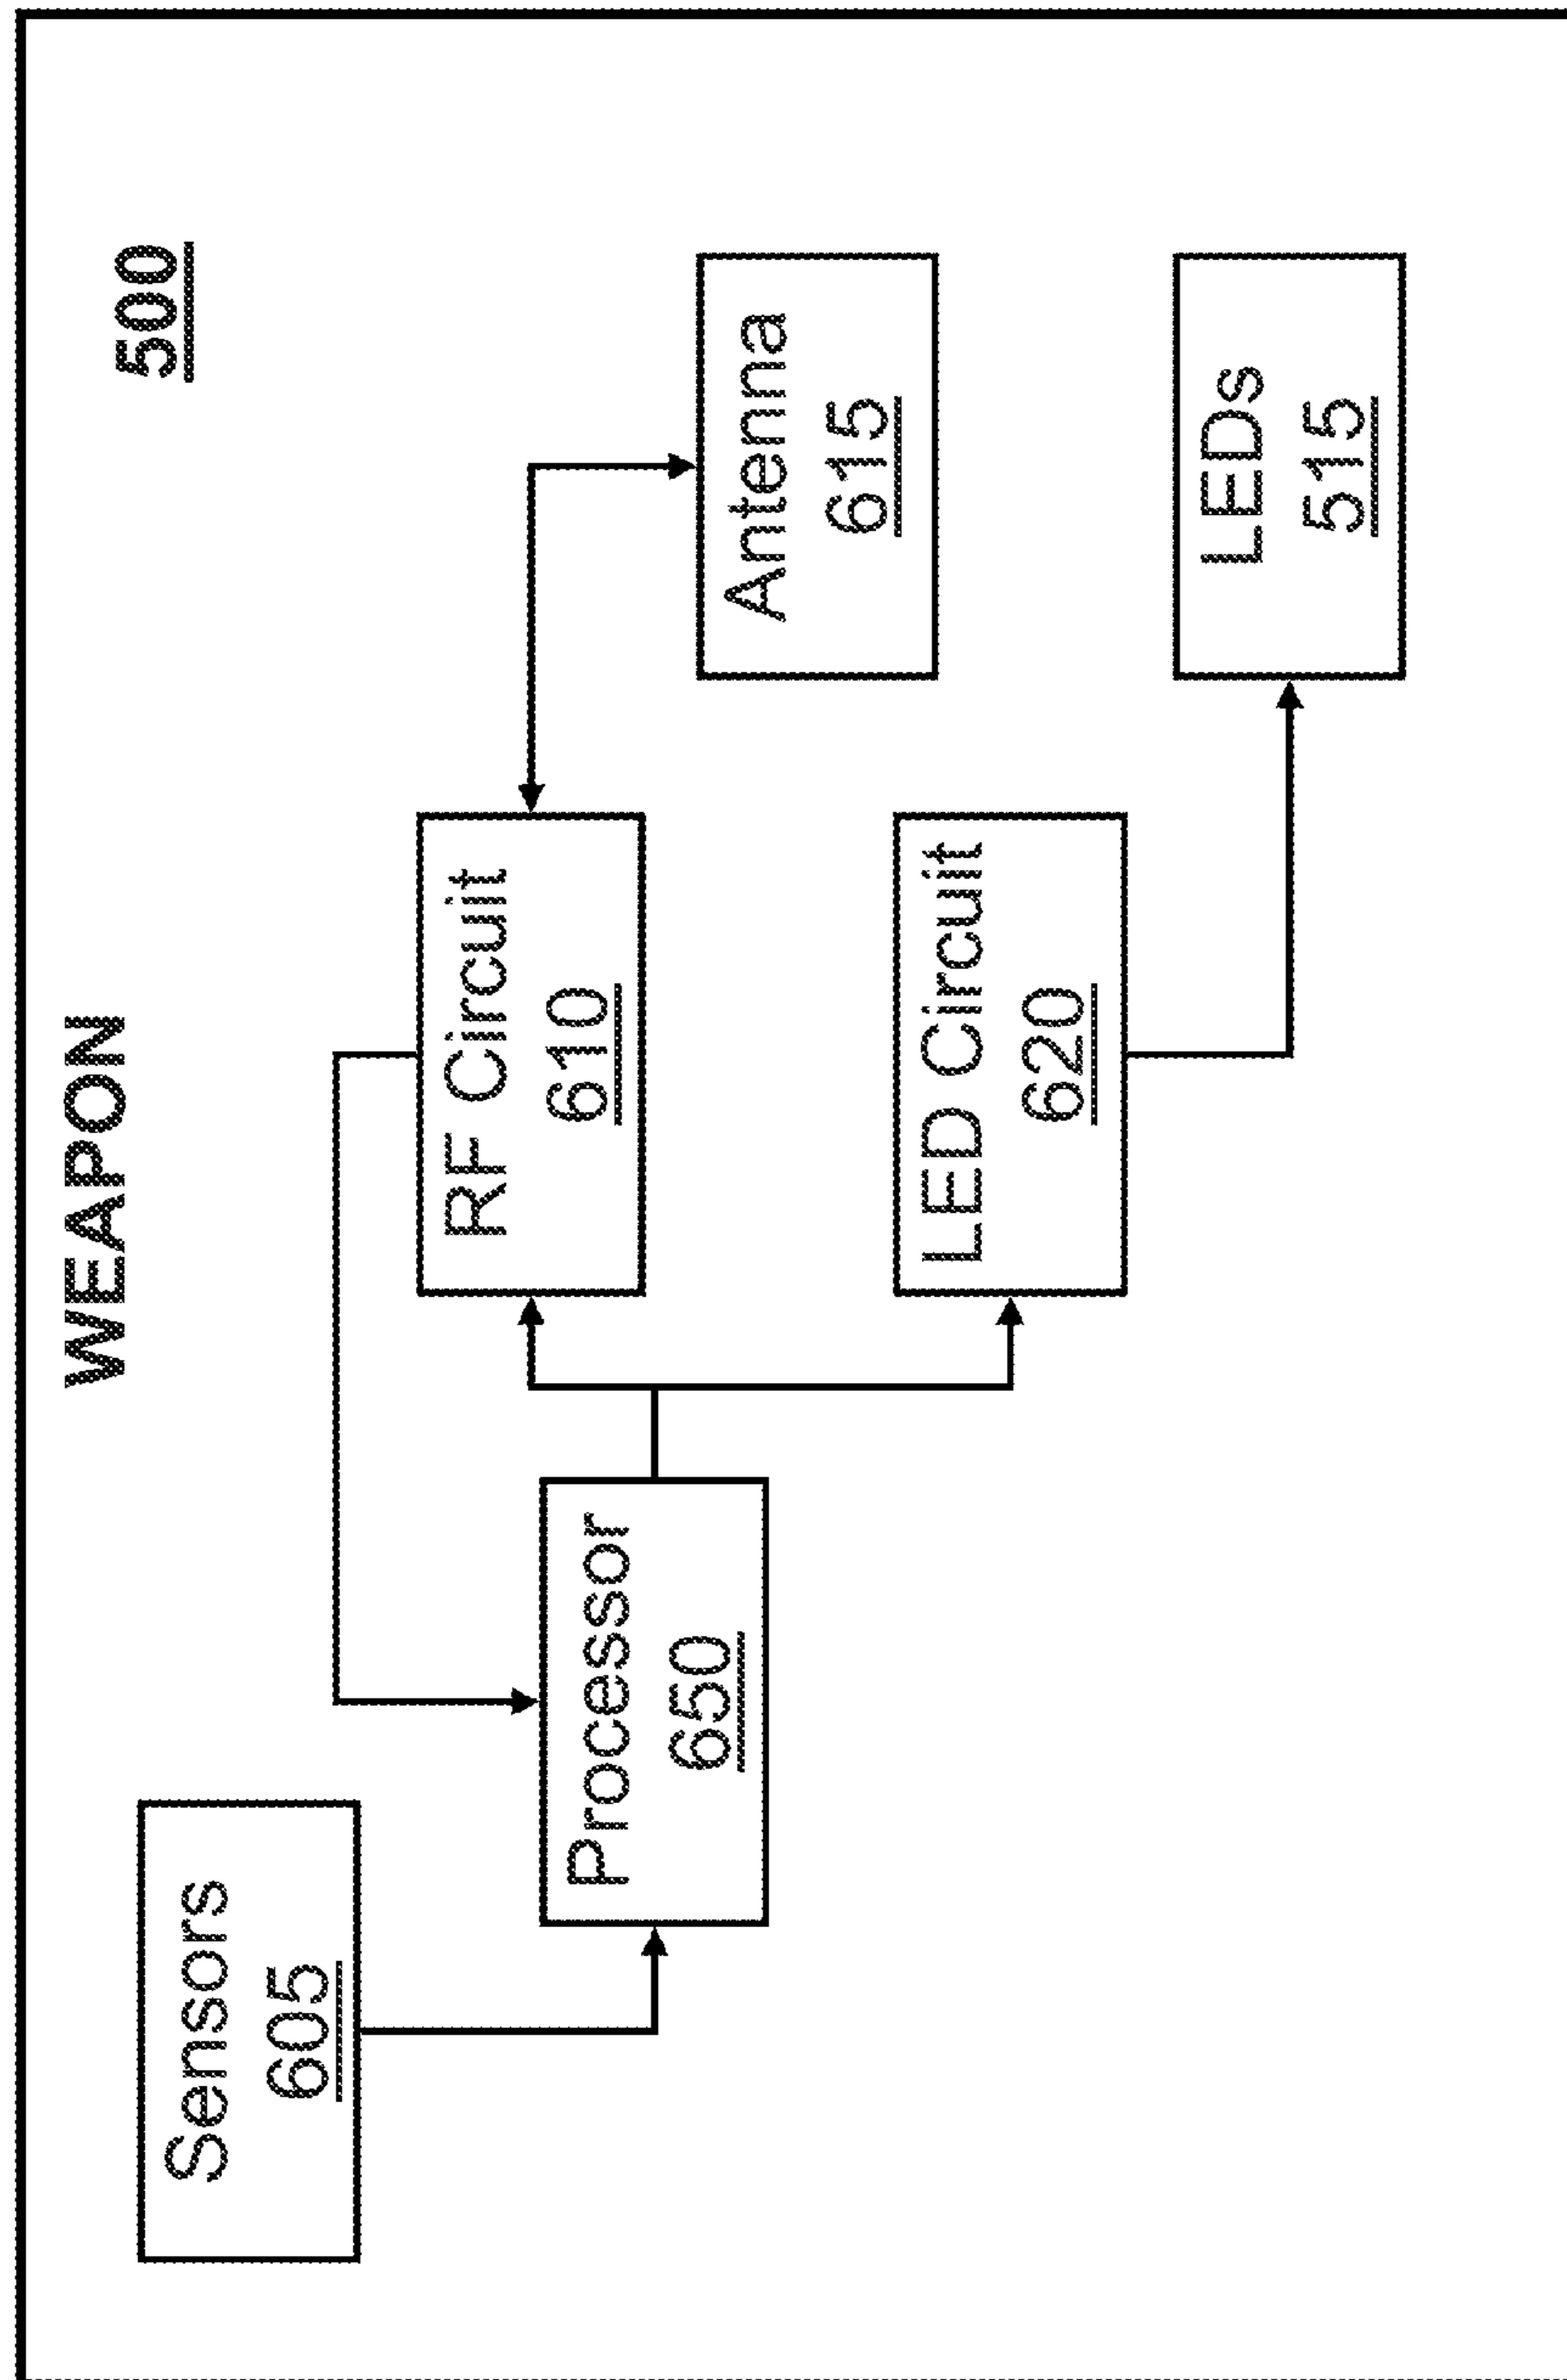 WEAPON
500
Sensors
605
Processor
650
RF Circuit
610
Antenna
615
LED Circuit
620
LEDs
515